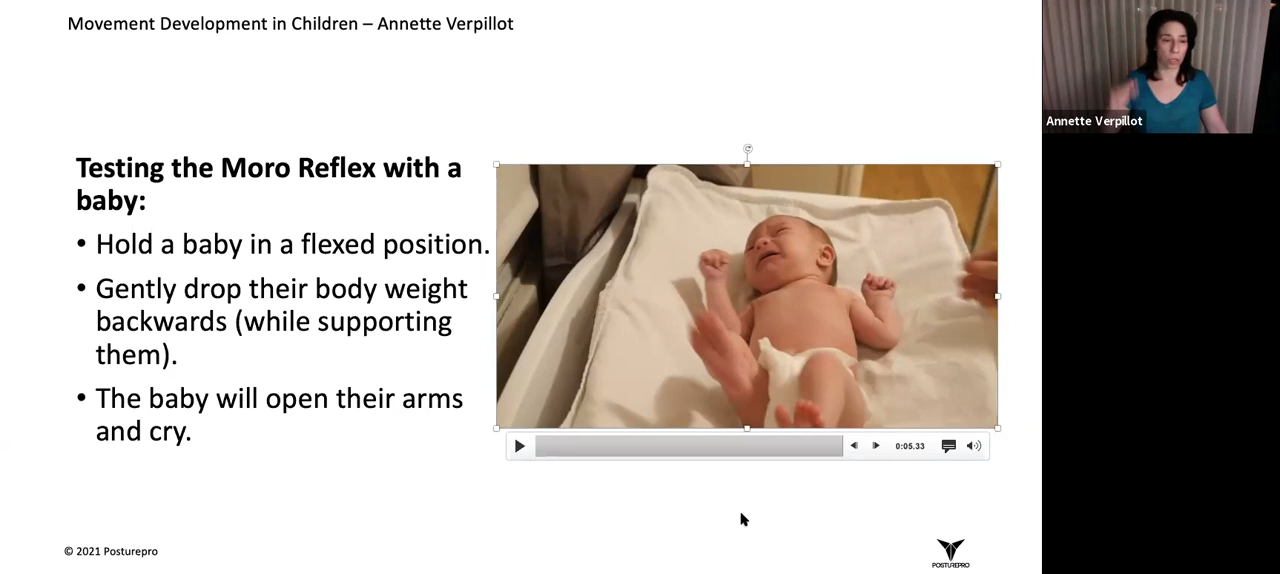 Movement Development in Children – Annette Verpillot
Annette Verpillot
Testing the Moro Reflex with a
baby:
• Hold a baby in a flexed position.
• Gently drop their body weight
backwards (while supporting
them).
• The baby will open their arms
and cry.
0:05.33
© 2021 Posturepro
POSTUREPRO